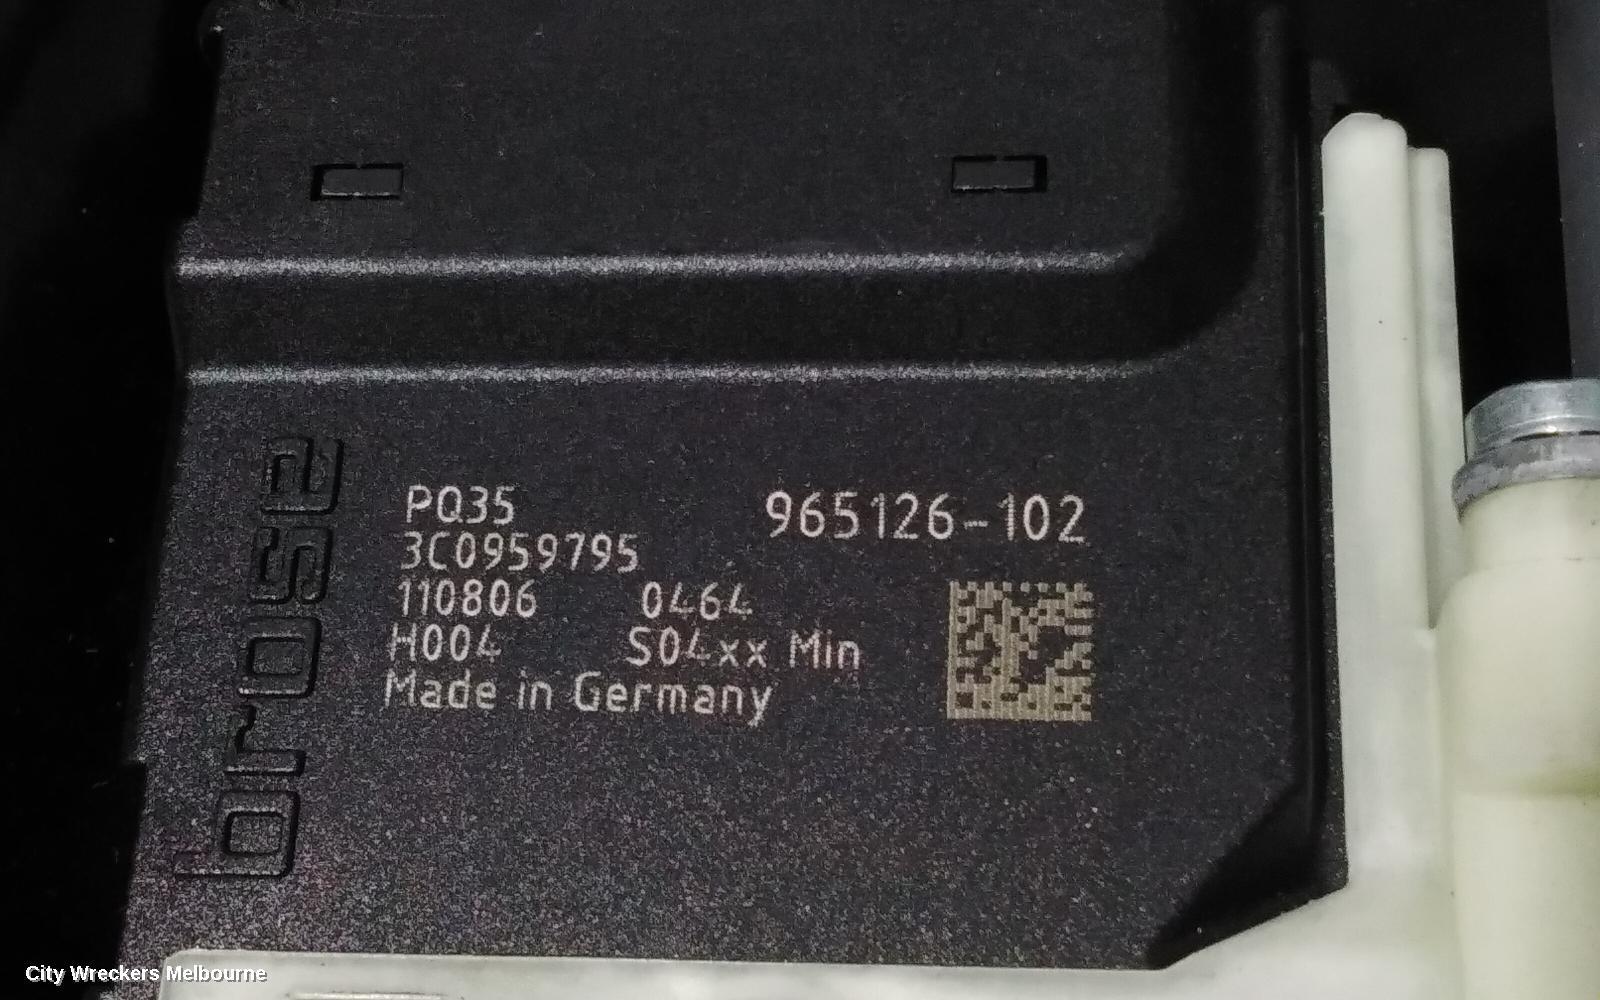 brose
PQ35
965126-102
3C0959795
110806 0464
H004 S04xx Min
Made in Germany
City Wreckers Melbourne